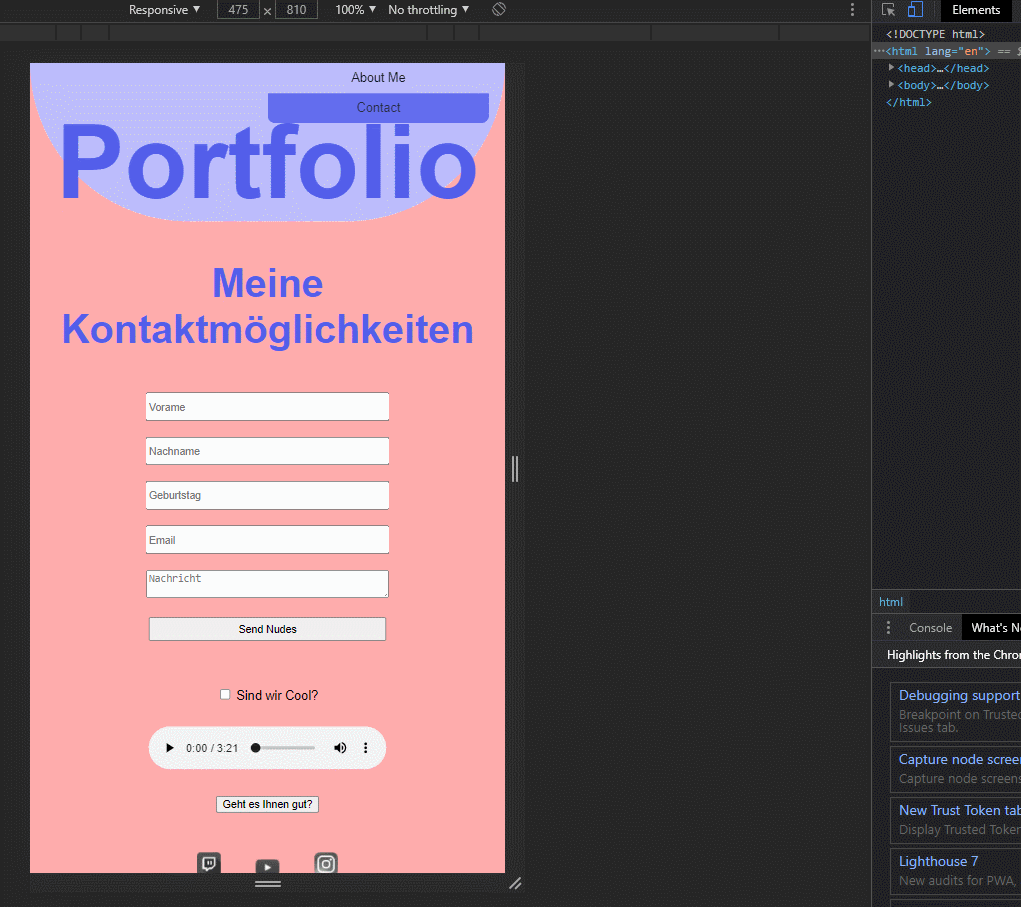 Responsive ▼ 475 x 810 100% ▼ No throttling ▼
Elements
<!DOCTYPE html>
···<html lang="en"> == $
▶<head>…</head>
▶<body>…</body>
</html>
About Me
Contact
Portfolio
Meine
Kontaktmöglichkeiten
Vorame
Nachname
Geburtstag
Email
Nachricht
Send Nudes
Sind wir Cool?
0:00 / 3:21
Geht es Ihnen gut?
html
Console What's N
Highlights from the Chro
Debugging support
Breakpoint on Trusted
Issues tab.
Capture node scree
Capture node screens
New Trust Token tab
Display Trusted Token
Lighthouse 7
New audits for PWA,